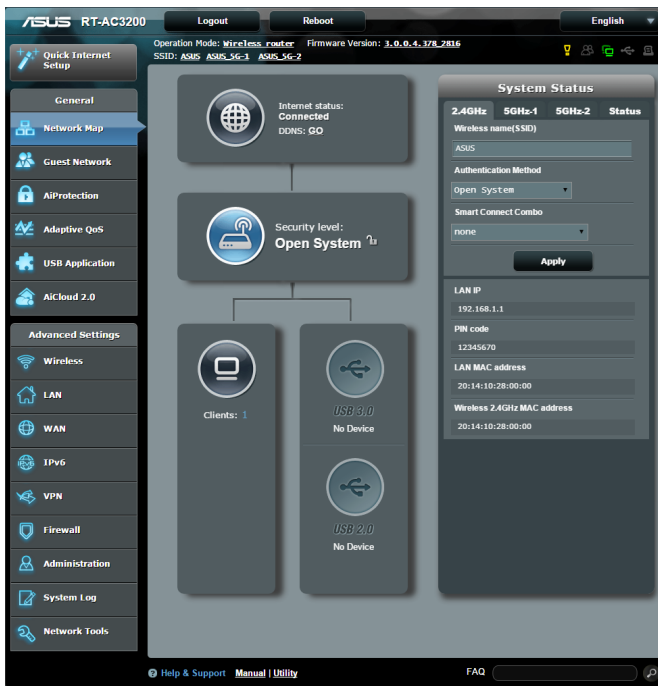 ASUS RT-AC3200
Logout
Reboot
English
Quick Internet
Setup
Operation Mode: Wireless router Firmware Version: 3.0.0.4.378_2816
SSID: ASUS ASUS_5G-1 ASUS_5G-2
General
Network Map
Guest Network
AiProtection
Adaptive QoS
USB Application
AiCloud 2.0
Advanced Settings
Wireless
LAN
WAN
IPv6
IPv6
VPN
Firewall
Administration
System Log
Network Tools
Internet status:
Connected
DDNS: GO
Security level:
Open System
Clients: 1
USB 3.0
No Device
USB 2.0
No Device
System Status
2.4GHz 5GHz-1 5GHz-2 Status
Wireless name(SSID)
ASUS
Authentication Method
Open System
Smart Connect Combo
none
Apply
LAN IP
192.168.1.1
PIN code
12345670
LAN MAC address
20:14:10:28:00:00
Wireless 2.4GHz MAC address
20:14:10:28:00:00
Help & Support Manual | Utility
FAQ